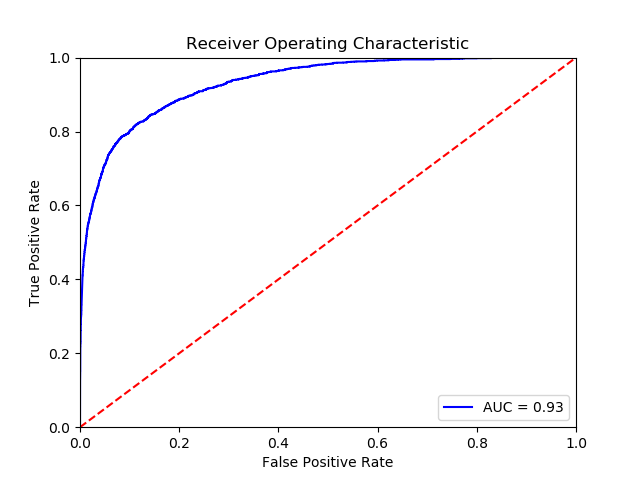 Receiver Operating Characteristic
True Positive Rate
1.0
0.8
0.6
0.4
0.2
0.0
AUC = 0.93
0.0 0.2 0.4 0.6 0.8 1.0
False Positive Rate